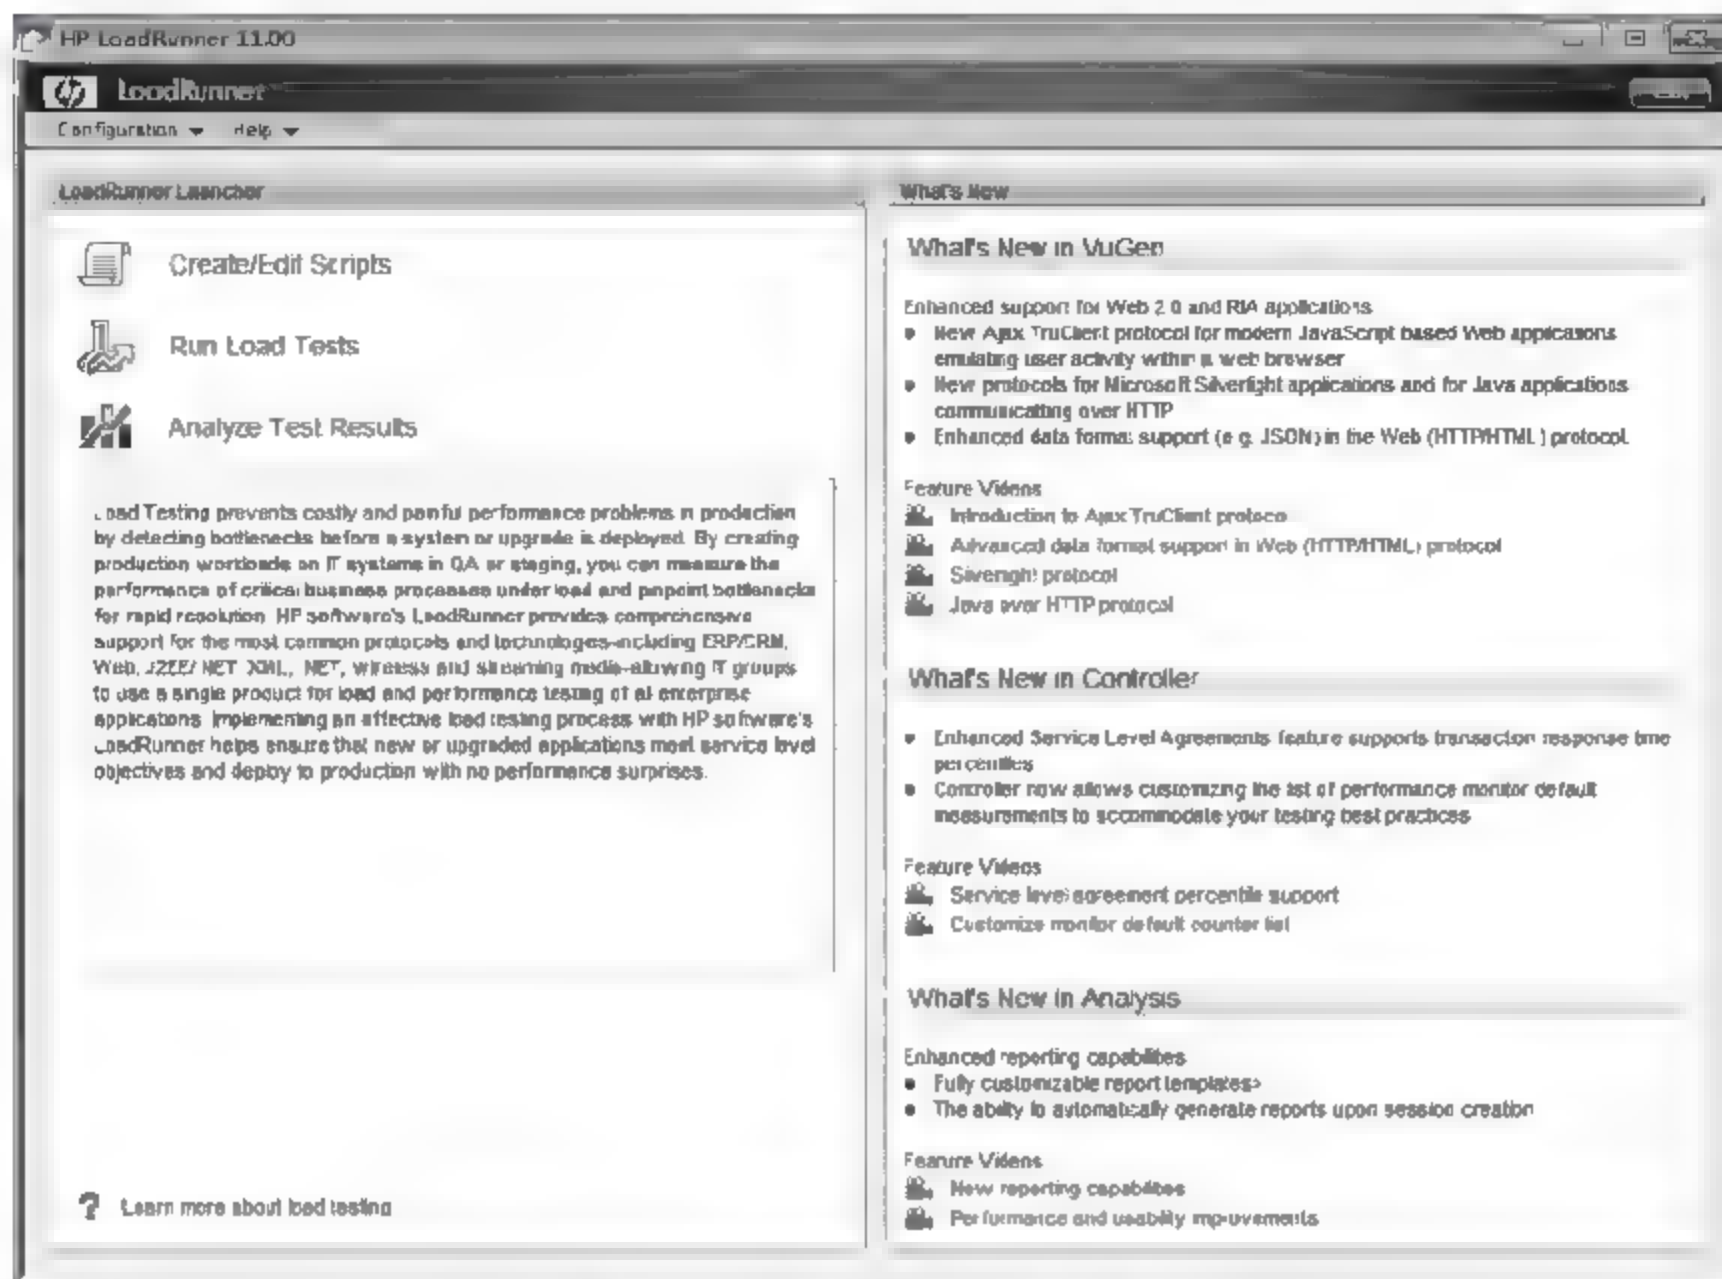 HP LoadRunner 11.00
hp LoadRunner
Configuration Help
LoadRunner Launcher
Create/Edit Scripts
Run Load Tests
Analyze Test Results
Load Testing prevents costly and painful performance problems in production
by detecting bottlenecks before a system or upgrade is deployed. By creating
production workloads on IT systems in QA or staging, you can measure the
performance of critical business processes under load and pinpoint bottlenecks
for rapid resolution. HP software's LoadRunner provides comprehensive
support for the most common protocols and technologies-including ERP/CRM,
Web, J2EE/.NET, XML, .NET, wireless and streaming media-allowing IT groups
to use a single product for load and performance testing of all enterprise
applications. Implementing an effective load testing process with HP software's
LoadRunner helps ensure that new or upgraded applications meet service level
objectives and deploy to production with no performance surprises.
? Learn more about load testing
What's New
What's New in VuGen
Enhanced support for Web 2.0 and RIA applications
• New Ajax TruClient protocol for modern JavaScript based Web applications
emulating user activity within a web browser
• New protocols for Microsoft Silverlight applications and for Java applications
communicating over HTTP
• Enhanced data format support (e.g. JSON) in the Web (HTTP/HTML) protocol.
Feature Videos
Introduction to Ajax TruClient protocol
Advanced data format support in Web (HTTP/HTML) protocol
Silverlight protocol
Java over HTTP protocol
What's New in Controller
• Enhanced Service Level Agreements feature supports transaction response time
percentiles
• Controller now allows customizing the list of performance monitor default
measurements to accommodate your testing best practices
Feature Videos
Service level agreement percentile support
Customize monitor default counter list
What's New in Analysis
Enhanced reporting capabilities
• Fully customizable report templates>
• The ability to automatically generate reports upon session creation
Feature Videos
New reporting capabilities
Performance and usability improvements